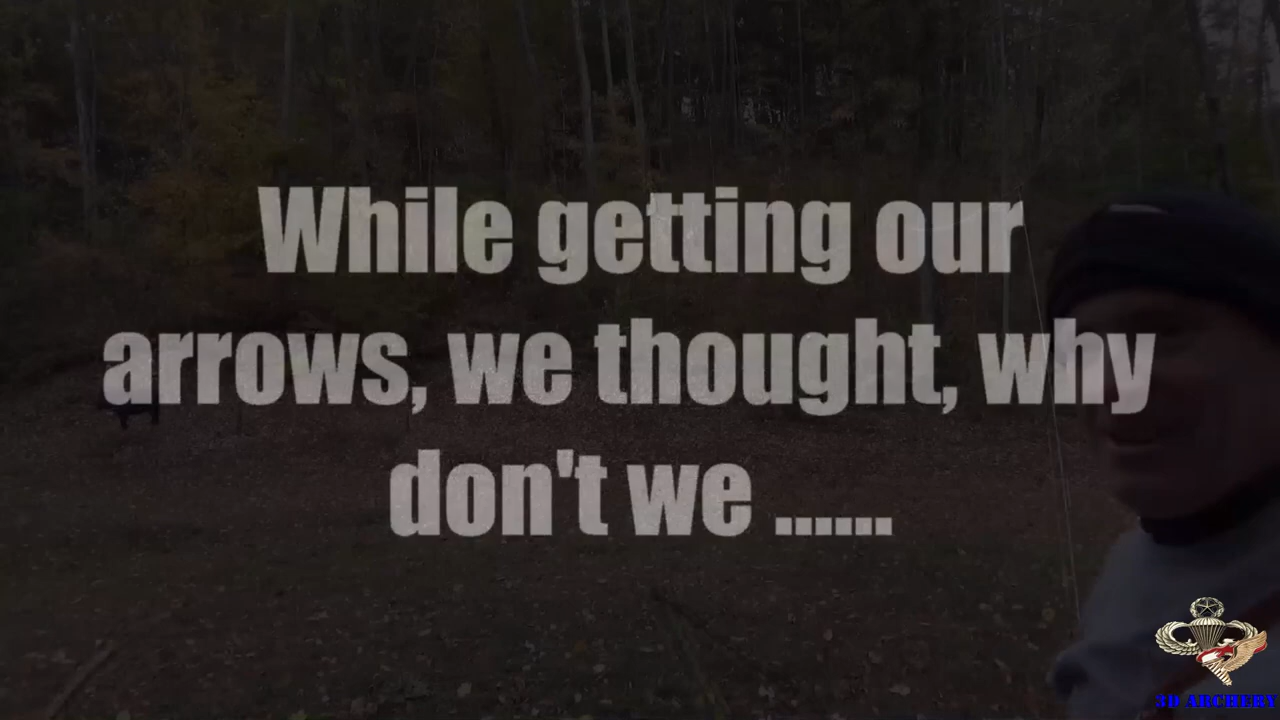 While getting our
arrows, we thought, why
don't we ......
3D ARCHERY